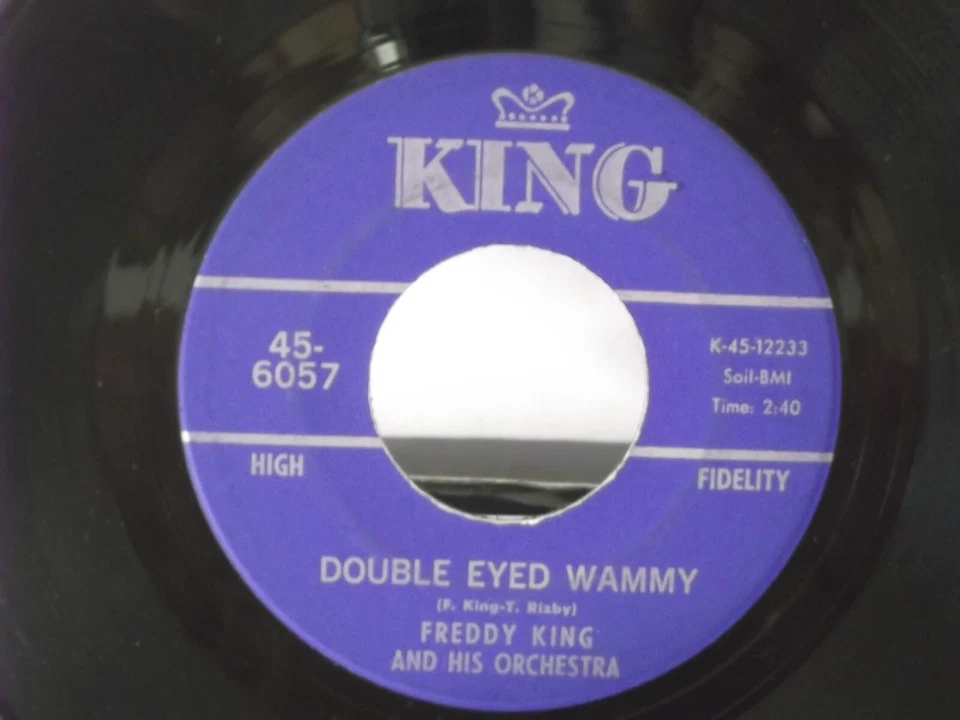 KING
45-
6057
K-45-12233
Soil-BMI
Time: 2:40
HIGH
FIDELITY
DOUBLE EYED WAMMY
(F. King-T. Rixby)
FREDDY KING
AND HIS ORCHESTRA